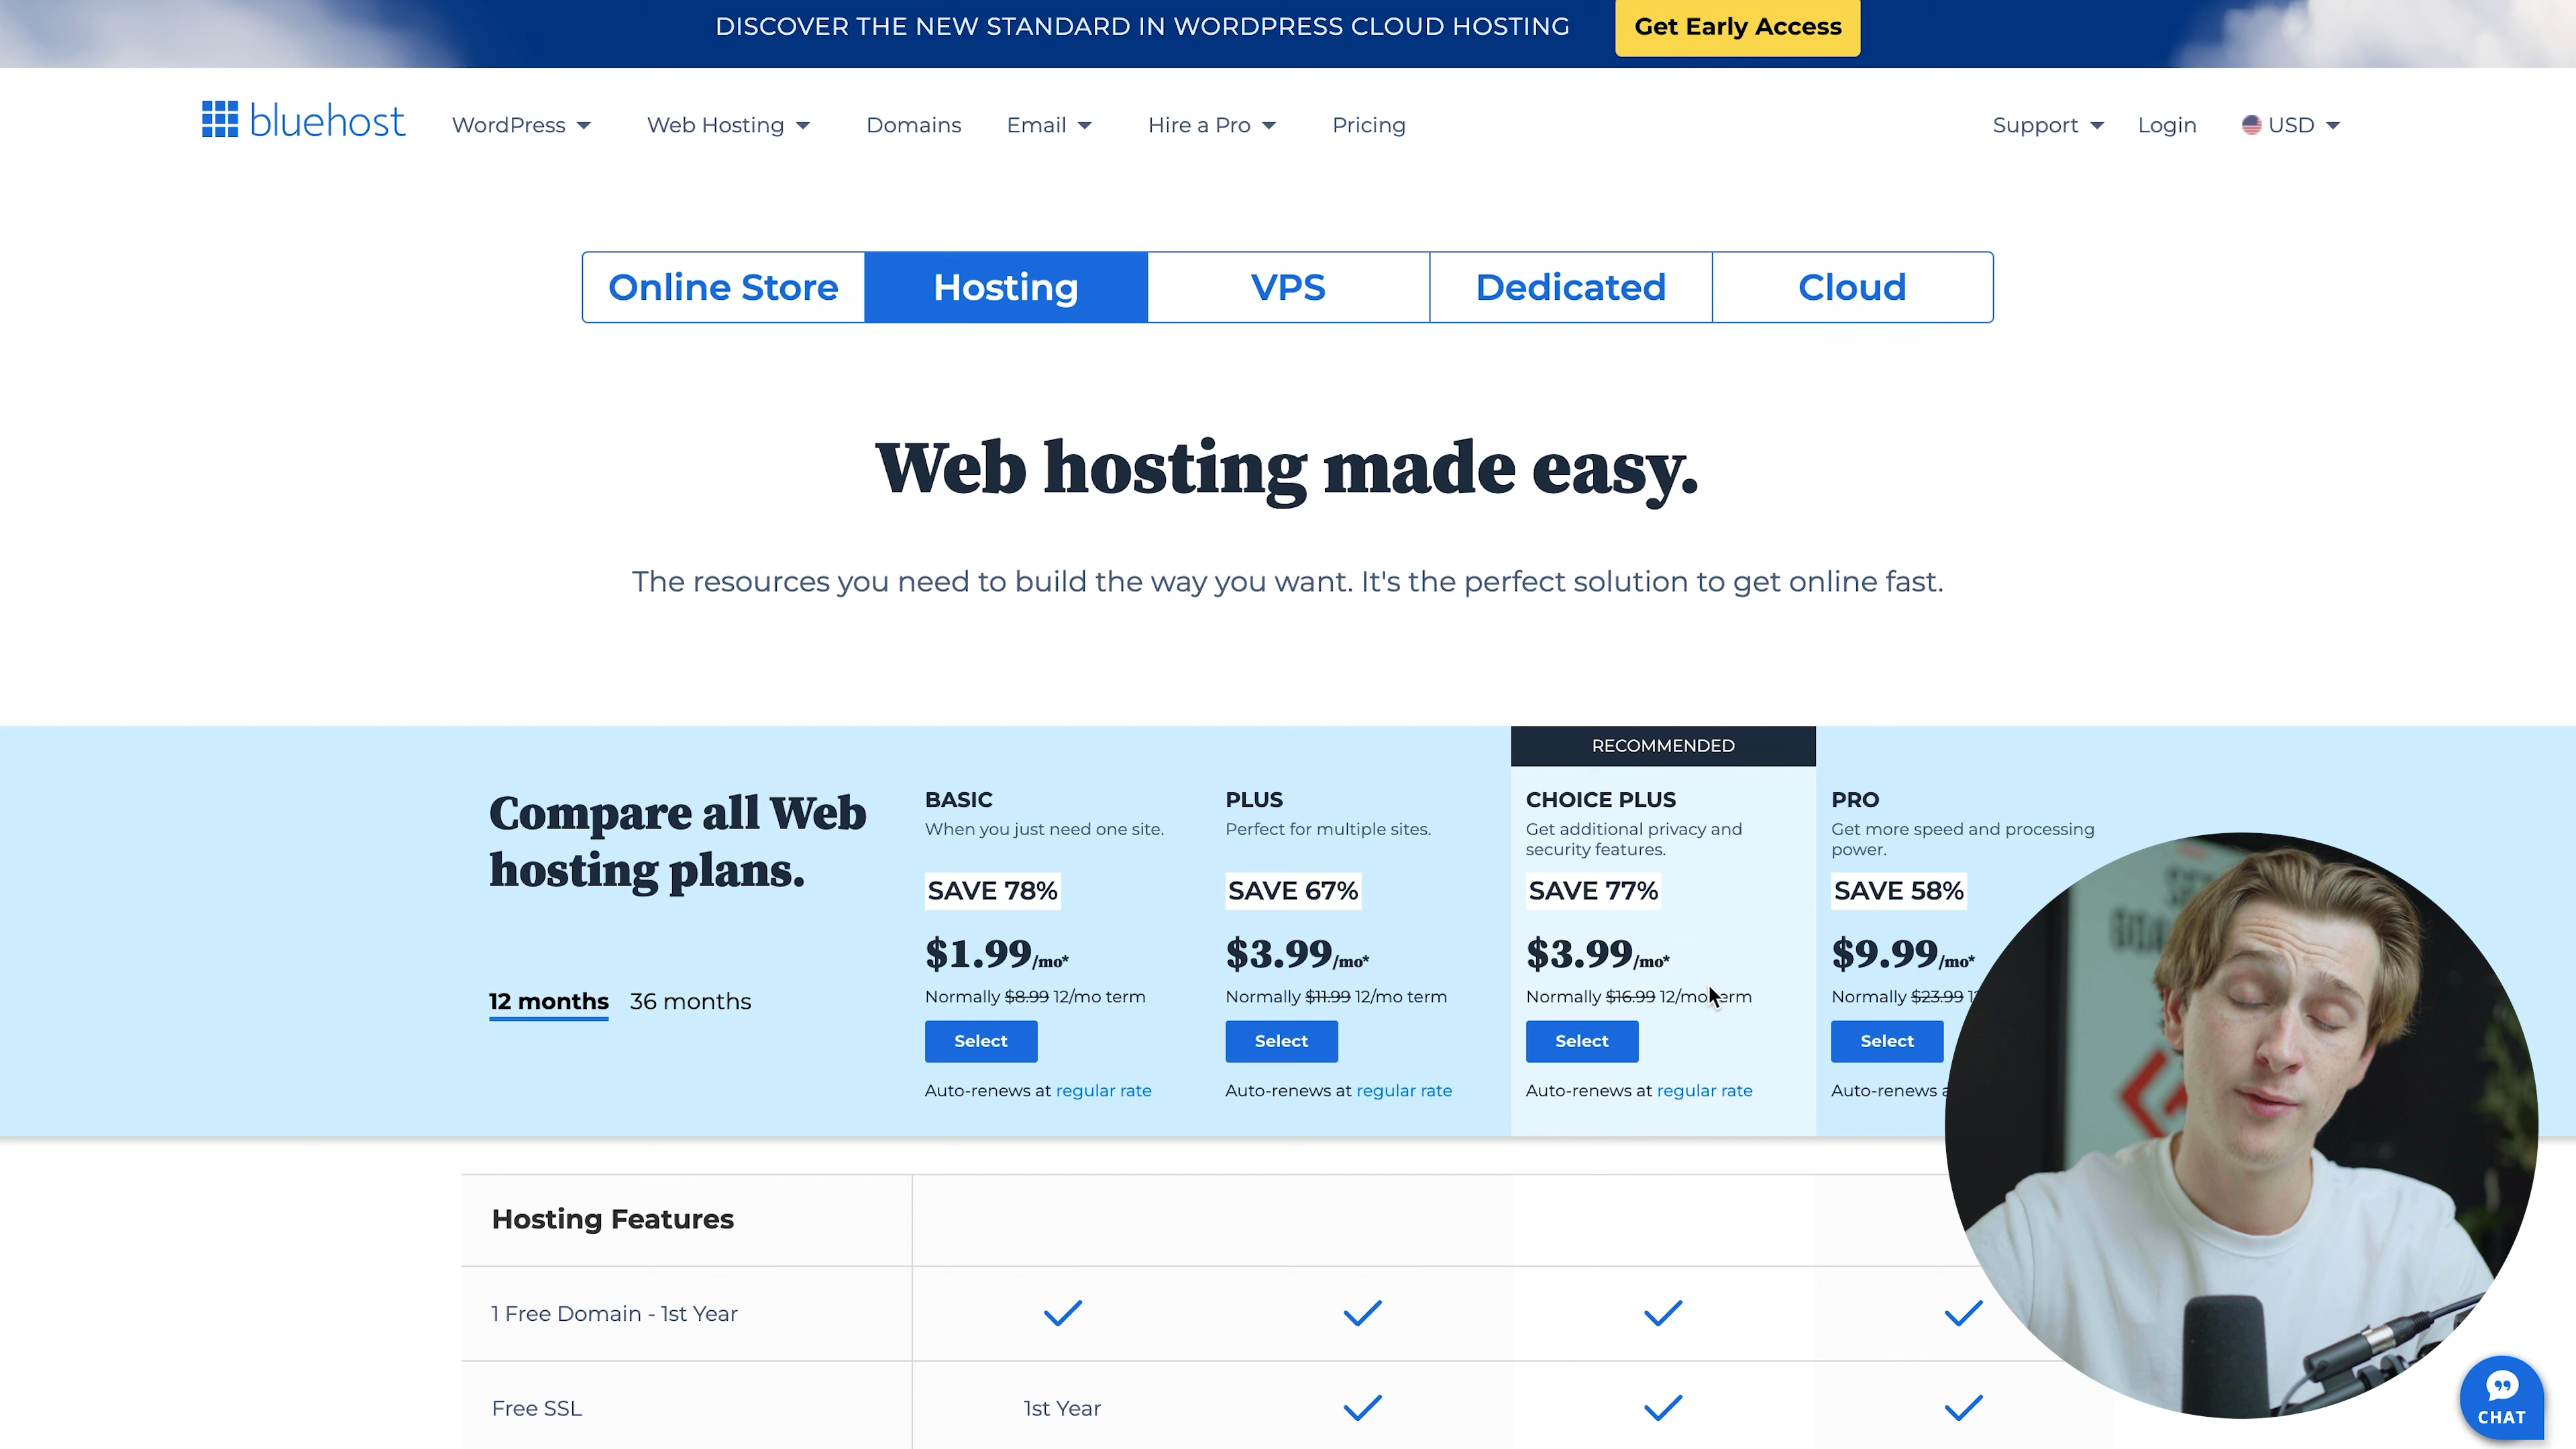 DISCOVER THE NEW STANDARD IN WORDPRESS CLOUD HOSTING
Get Early Access
bluehost
WordPress
Web Hosting
Domains
Email
Hire a Pro
Pricing
Support
Login
USD
Online Store
Hosting
VPS
Dedicated
Cloud
Web hosting made easy.
The resources you need to build the way you want. It's the perfect solution to get online fast.
Compare all Web
hosting plans.
12 months
36 months
BASIC
When you just need one site.
SAVE 78%
$1.99/mo*
Normally $8.99 12/mo term
Select
Auto-renews at regular rate
PLUS
Perfect for multiple sites.
SAVE 67%
$3.99/mo*
Normally $11.99 12/mo term
Select
Auto-renews at regular rate
RECOMMENDED
CHOICE PLUS
Get additional privacy and
security features.
SAVE 77%
$3.99/mo*
Normally $16.99 12/mo term
Select
Auto-renews at regular rate
PRO
Get more speed and processing
power.
SAVE 58%
$9.99/mo*
Normally $23.99
Select
Auto-renews
Hosting Features
1 Free Domain - 1st Year
Free SSL
1st Year
CHAT